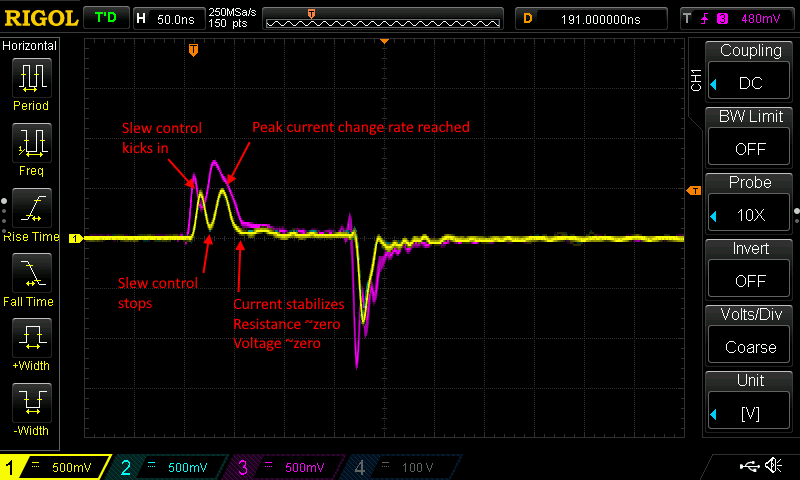 RIGOL T'D H 50.0ns 250MSa/s 150 pts T D 191.000000ns T 3 480mV
Horizontal
Period
Freq
Rise Time
Fall Time
+Width
-Width
T
Slew control
kicks in
Peak current change rate reached
T
1
Slew control
stops
Current stabilizes
Resistance ~zero
Voltage ~zero
CH1
Coupling
DC
BW Limit
OFF
Probe
10X
Invert
OFF
Volts/Div
Coarse
Unit
[V]
1 500mV 2 500mV 3 500mV 4 100 V